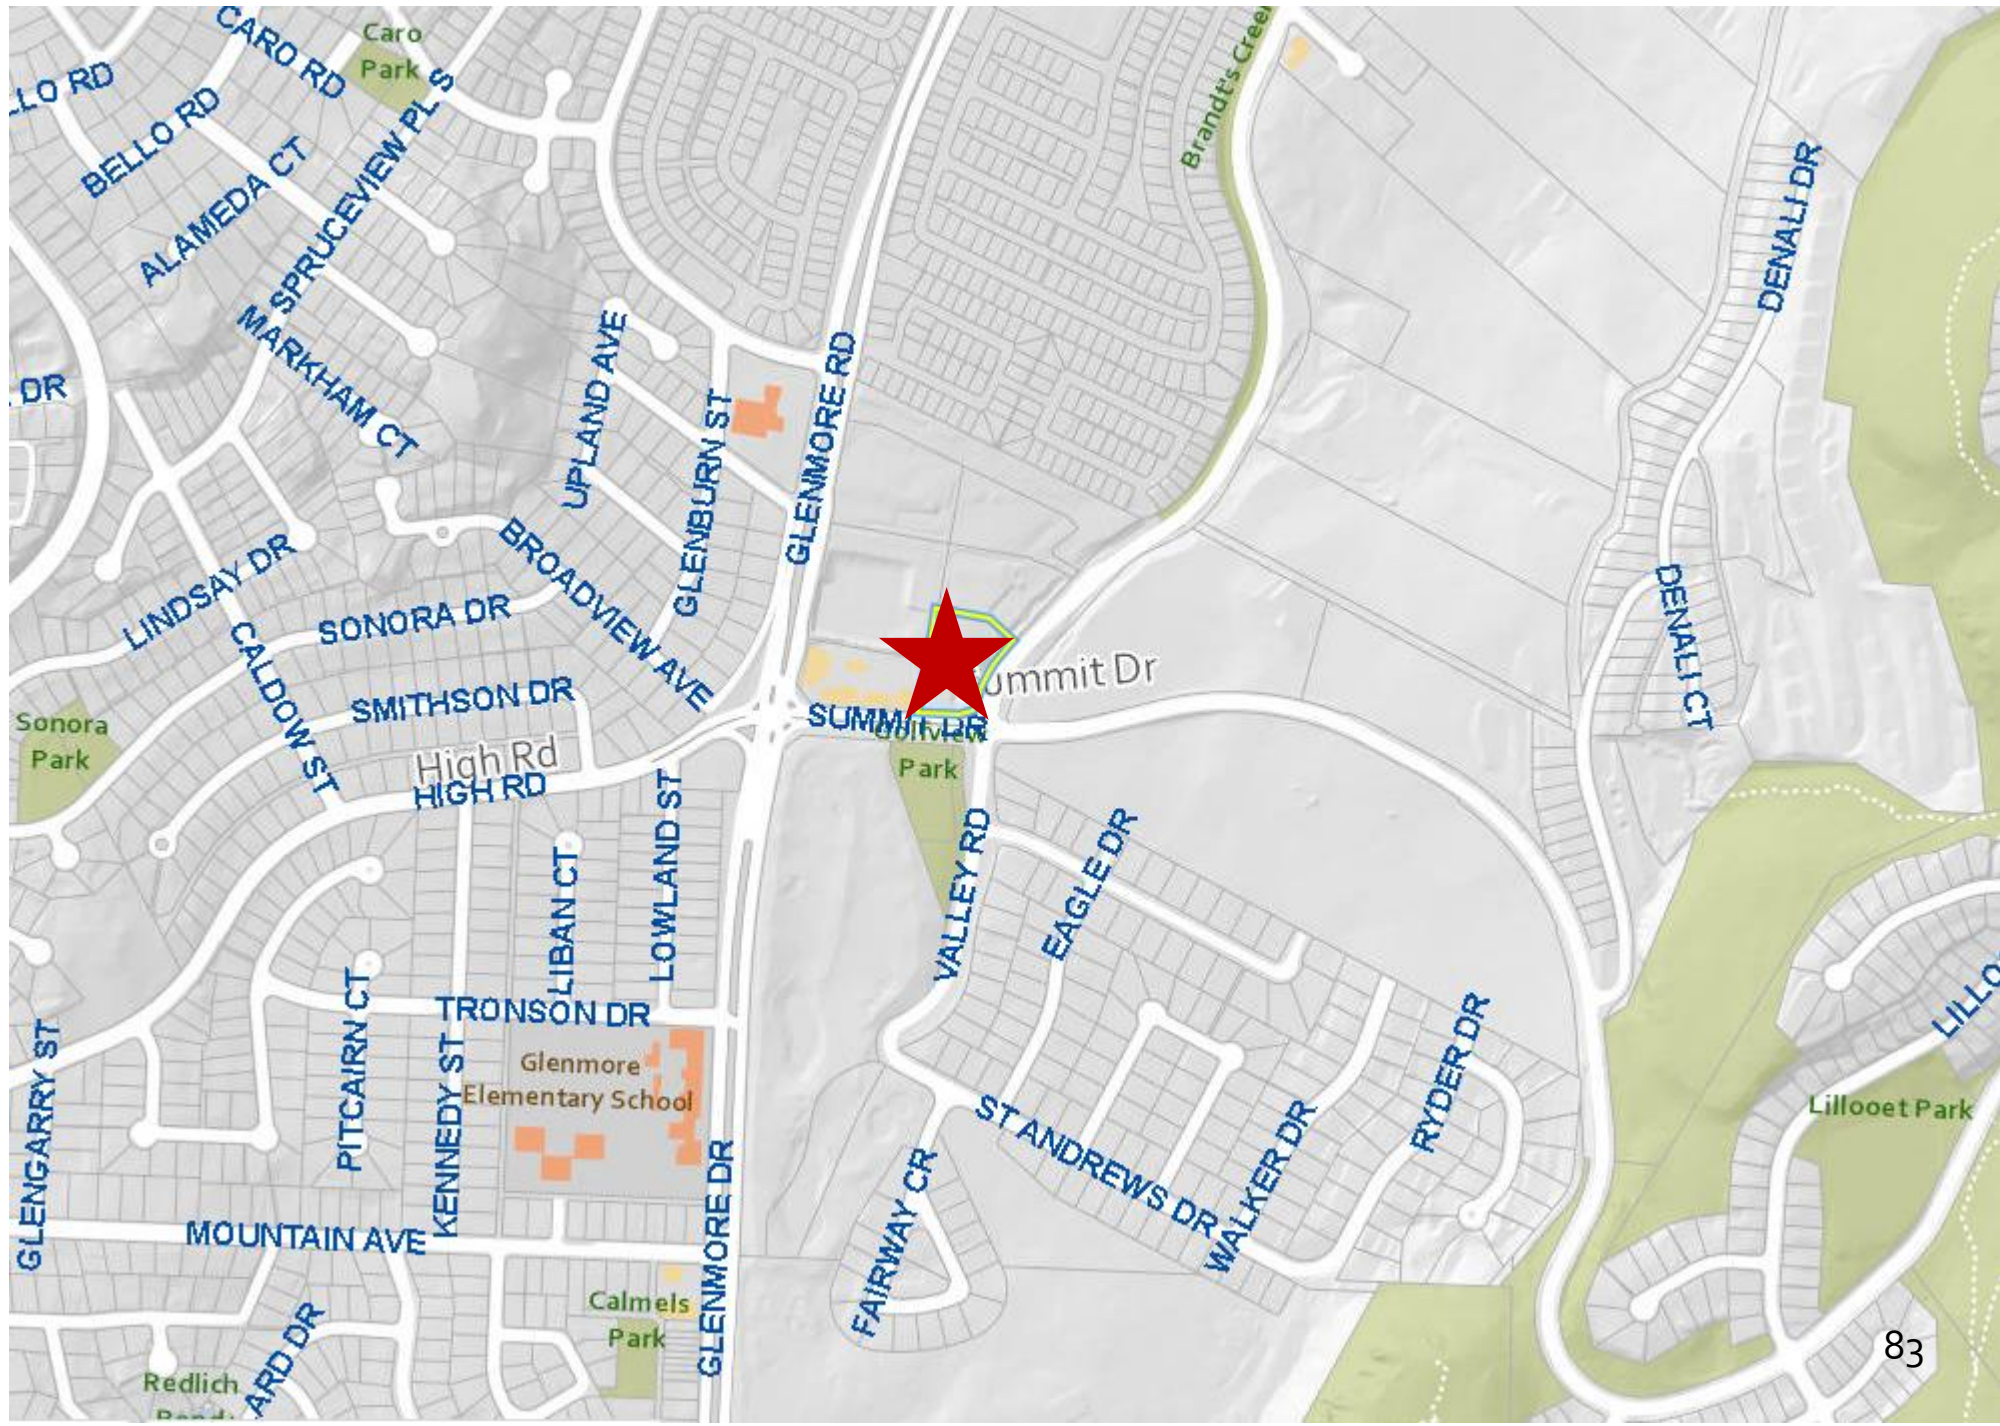 CARO RD
Caro
Park
BELLO RD
ALAMEDA CT
SPRUCEVIEW PL S
MARKHAM CT
DR
Brandt's Creek
DENALI DR
UPLAND AVE
GLENBURN ST
GLENMORE RD
BROADVIEW AVE
LINDSAY DR
SONORA DR
SMITHSON DR
CALDOW ST
Sonora
Park
High Rd
HIGH RD
Summit Dr
SUMMIT DR
Golfview
Park
DENALI CT
LOWLAND ST
LIBAN CT
VALLEY RD
EAGLE DR
TRONSON DR
PITCAIRN CT
KENNEDY ST
GLENGARRY ST
Glenmore
Elementary School
ST ANDREWS DR
WALKER DR
RYDER DR
FAIRWAY CR
MOUNTAIN AVE
GLENMORE DR
Calmels
Park
Lillooet Park
Redlich
ARD DR
83